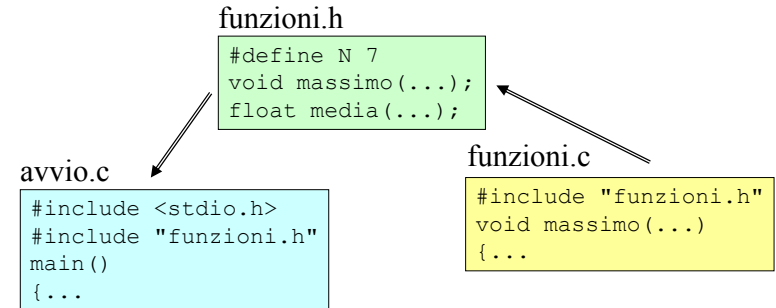 funzioni.h
#define N 7
void massimo(...);
float media(...);
avvio.c
#include <stdio.h>
#include "funzioni.h"
main()
{...
funzioni.c
#include "funzioni.h"
void massimo(...)
{...